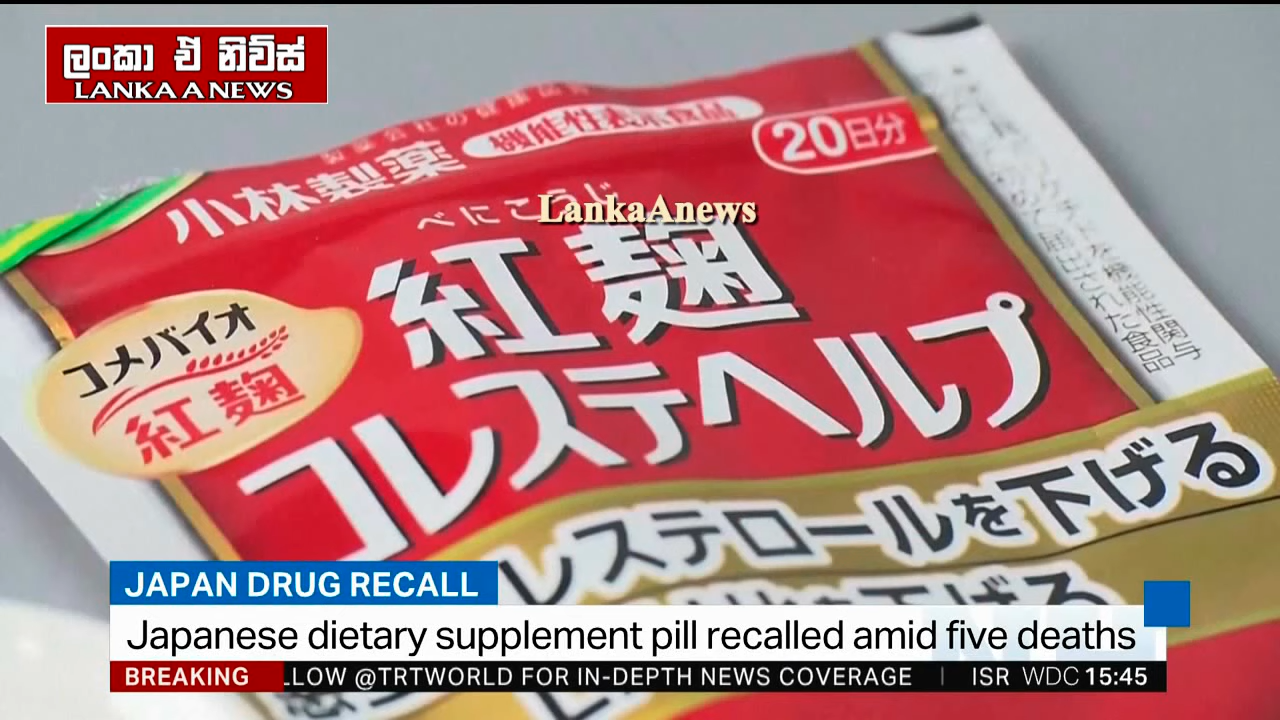 ලංකා ඒ නිව්ස්
LANKA A NEWS
小林製薬
機能性表示食品
20日分
べにこうじ
LankaAnews
紅麹
コレステヘルプ
コメバイオ
紅麹
レステロールを下げる
下げる
JAPAN DRUG RECALL
Japanese dietary supplement pill recalled amid five deaths
BREAKING
LLOW @TRTWORLD FOR IN-DEPTH NEWS COVERAGE | ISR WDC 15:45